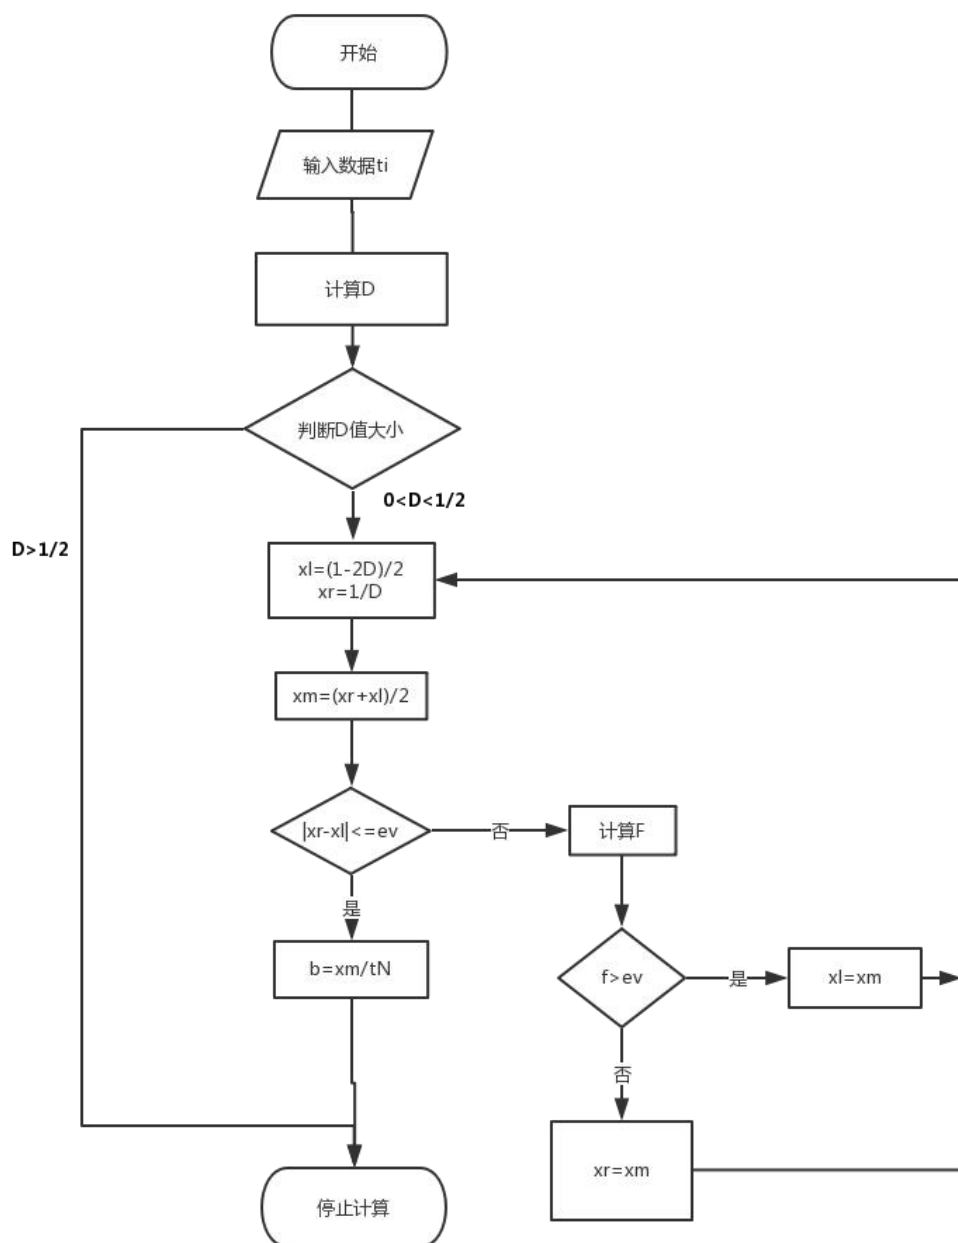 开始
输入数据ti
计算D
判断D值大小
0<D<1/2
D>1/2
xl=(1-2D)/2
xr=1/D
xm=(xr+xl)/2
|xr-xl|<=ev
否
计算F
是
b=xm/tN
f>ev
是
xl=xm
否
xr=xm
停止计算